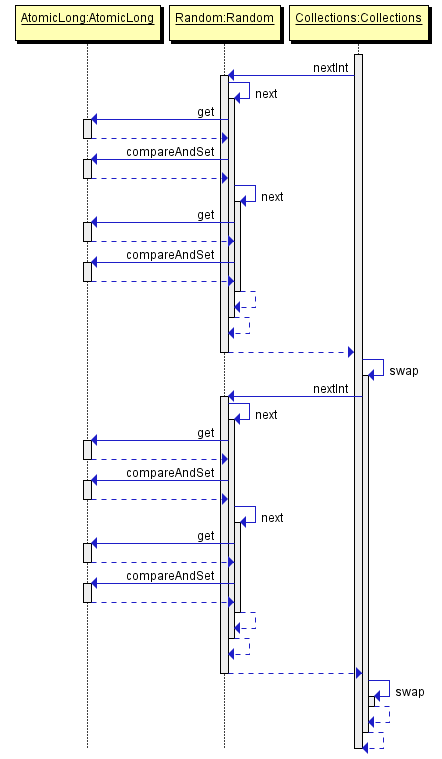 AtomicLong:AtomicLong
Random:Random
Collections:Collections
nextInt
next
get
compareAndSet
next
get
compareAndSet
swap
nextInt
next
get
compareAndSet
next
get
compareAndSet
swap